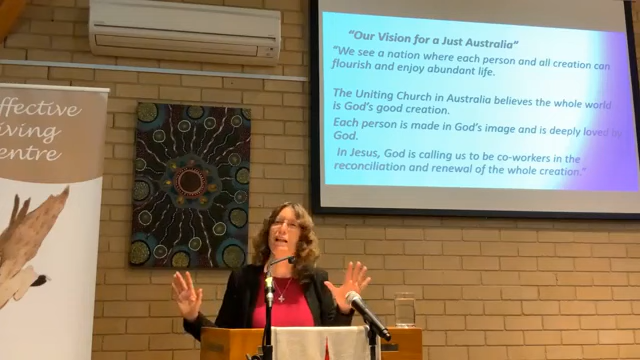 "Our Vision for a Just Australia"
"We see a nation where each person and all creation can
flourish and enjoy abundant life.
The Uniting Church in Australia believes the whole world
is God's good creation.
Each person is made in God's image and is deeply loved by
God.
In Jesus, God is calling us to be co-workers in the
reconciliation and renewal of the whole creation."
ffective
iving
entre